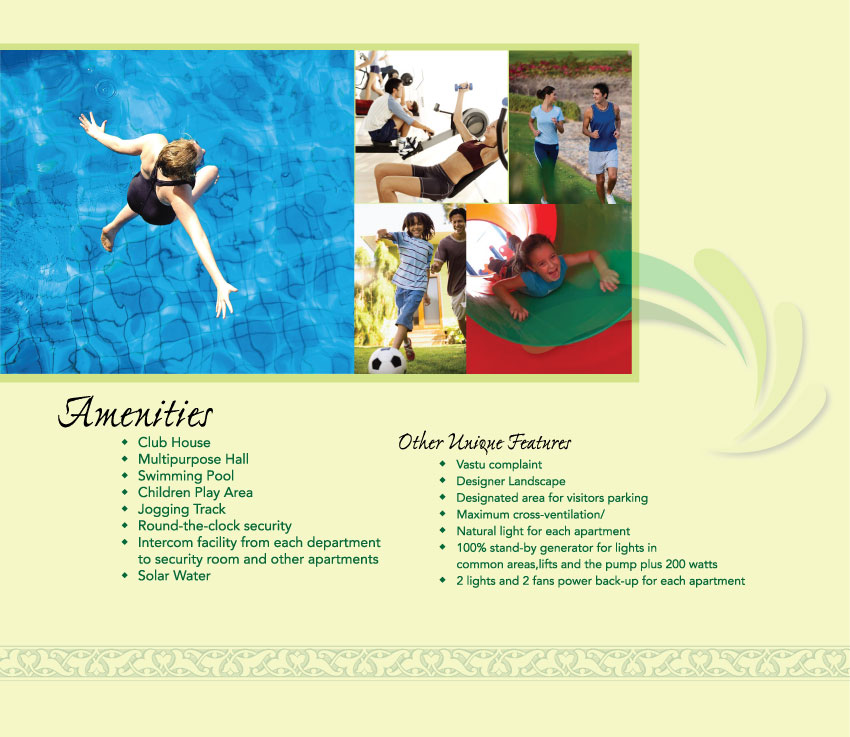 Amenities
Club House
Multipurpose Hall
Swimming Pool
Children Play Area
Jogging Track
Round-the-clock security
Intercom facility from each department
to security room and other apartments
Solar Water
Other Unique Features
Vastu complaint
Designer Landscape
Designated area for visitors parking
Maximum cross-ventilation/
Natural light for each apartment
100% stand-by generator for lights in
common areas,lifts and the pump plus 200 watts
2 lights and 2 fans power back-up for each apartment